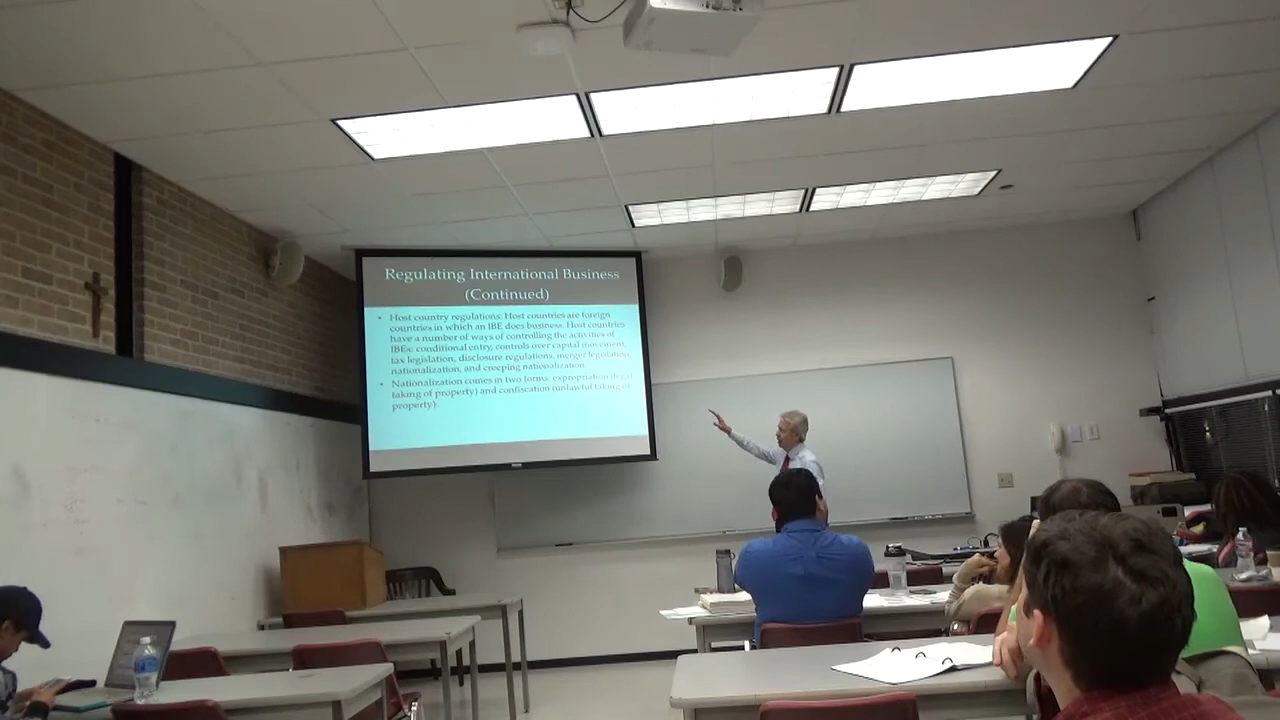 Regulating International Business
(Continued)
• Host country regulations: Host countries are foreign
countries in which an IBE does business. Host countries
have a number of ways of controlling the activities of
IBEs: conditional entry, controls over capital movement,
tax legislation, disclosure regulations, merger legislation,
nationalization, and creeping nationalization.
• Nationalization comes in two forms: expropriation (legal
taking of property) and confiscation (unlawful taking of
property).